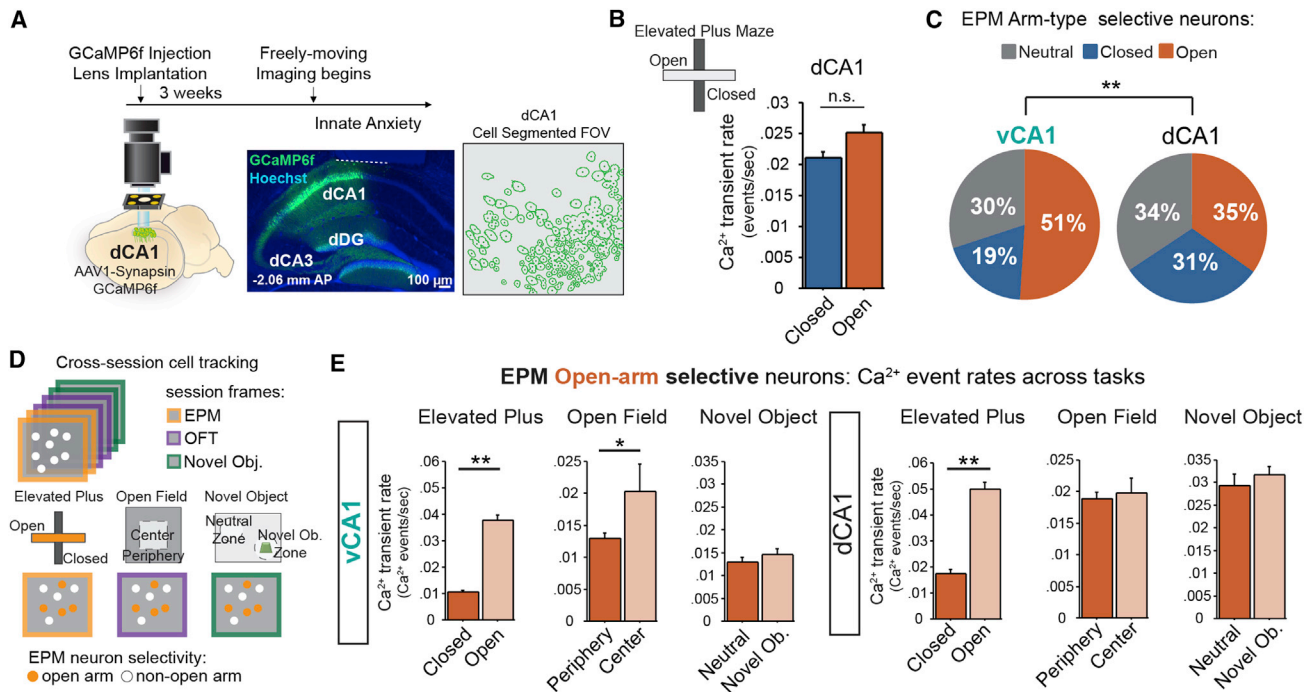 A
GCaMP6f Injection
Lens Implantation
3 weeks
Freely-moving
Imaging begins
Innate Anxiety
dCA1
AAV1-Synapsin
GCaMP6f
GCaMP6f
Hoechst
dCA1
dDG
dCA3
-2.06 mm AP
100 µm
dCA1
Cell Segmented FOV
B
Elevated Plus Maze
Open
Closed
dCA1
n.s.
Ca²⁺ transient rate
(events/sec)
.03
.025
.02
.015
.01
.005
0
Closed
Open
C
EPM Arm-type selective neurons:
Neutral
Closed
Open
**
vCA1
dCA1
30%
51%
19%
34%
35%
31%
D
Cross-session cell tracking
session frames:
EPM
OFT
Novel Obj.
Elevated Plus
Open Field
Novel Object
Open
Closed
Center
Periphery
Neutral
Zone
Novel Ob.
Zone
EPM neuron selectivity:
open arm
non-open arm
E
EPM Open-arm selective neurons: Ca²⁺ event rates across tasks
vCA1
Elevated Plus
Ca²⁺ transient rate
(Ca²⁺ events/sec)
.06
.05
.04
.03
.02
.01
0
**
Closed
Open
Open Field
.025
.02
.015
.01
.005
0
*
Periphery
Center
Novel Object
.035
.03
.025
.02
.015
.01
.005
0
Neutral
Novel Ob.
dCA1
Elevated Plus
Ca²⁺ transient rate
(Ca²⁺ events/sec)
.06
.05
.04
.03
.02
.01
0
**
Closed
Open
Open Field
.025
.02
.015
.01
.005
0
Periphery
Center
Novel Object
.035
.03
.025
.02
.015
.01
.005
0
Neutral
Novel Ob.